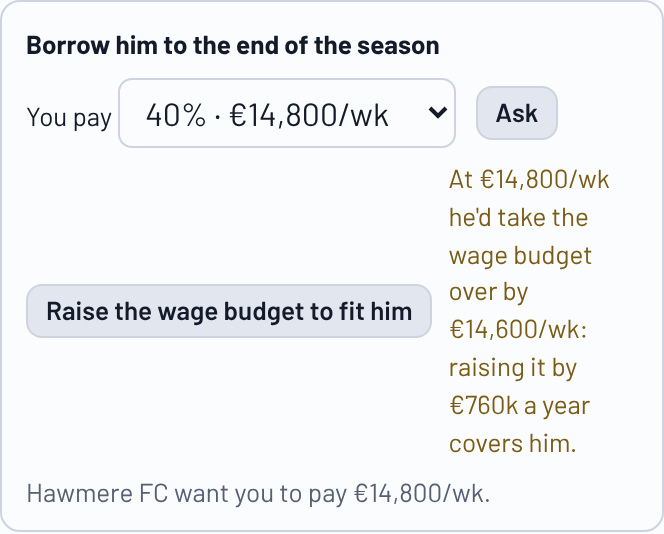 Borrow him to the end of the season
You pay 40% · €14,800/wk Ask
At €14,800/wk
he'd take the
wage budget
over by
Raise the wage budget to fit him
€14,600/wk:
raising it by
€760k a year
covers him.
Hawmere FC want you to pay €14,800/wk.